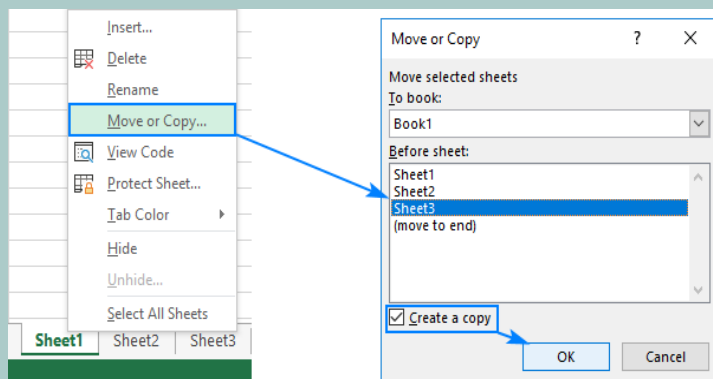 Insert...
Delete
Rename
Move or Copy...
View Code
Protect Sheet...
Tab Color
Hide
Unhide...
Select All Sheets
Sheet1 Sheet2 Sheet3
Move or Copy ?
Move selected sheets
To book:
Book1
Before sheet:
Sheet1
Sheet2
Sheet3
(move to end)
Create a copy
OK Cancel